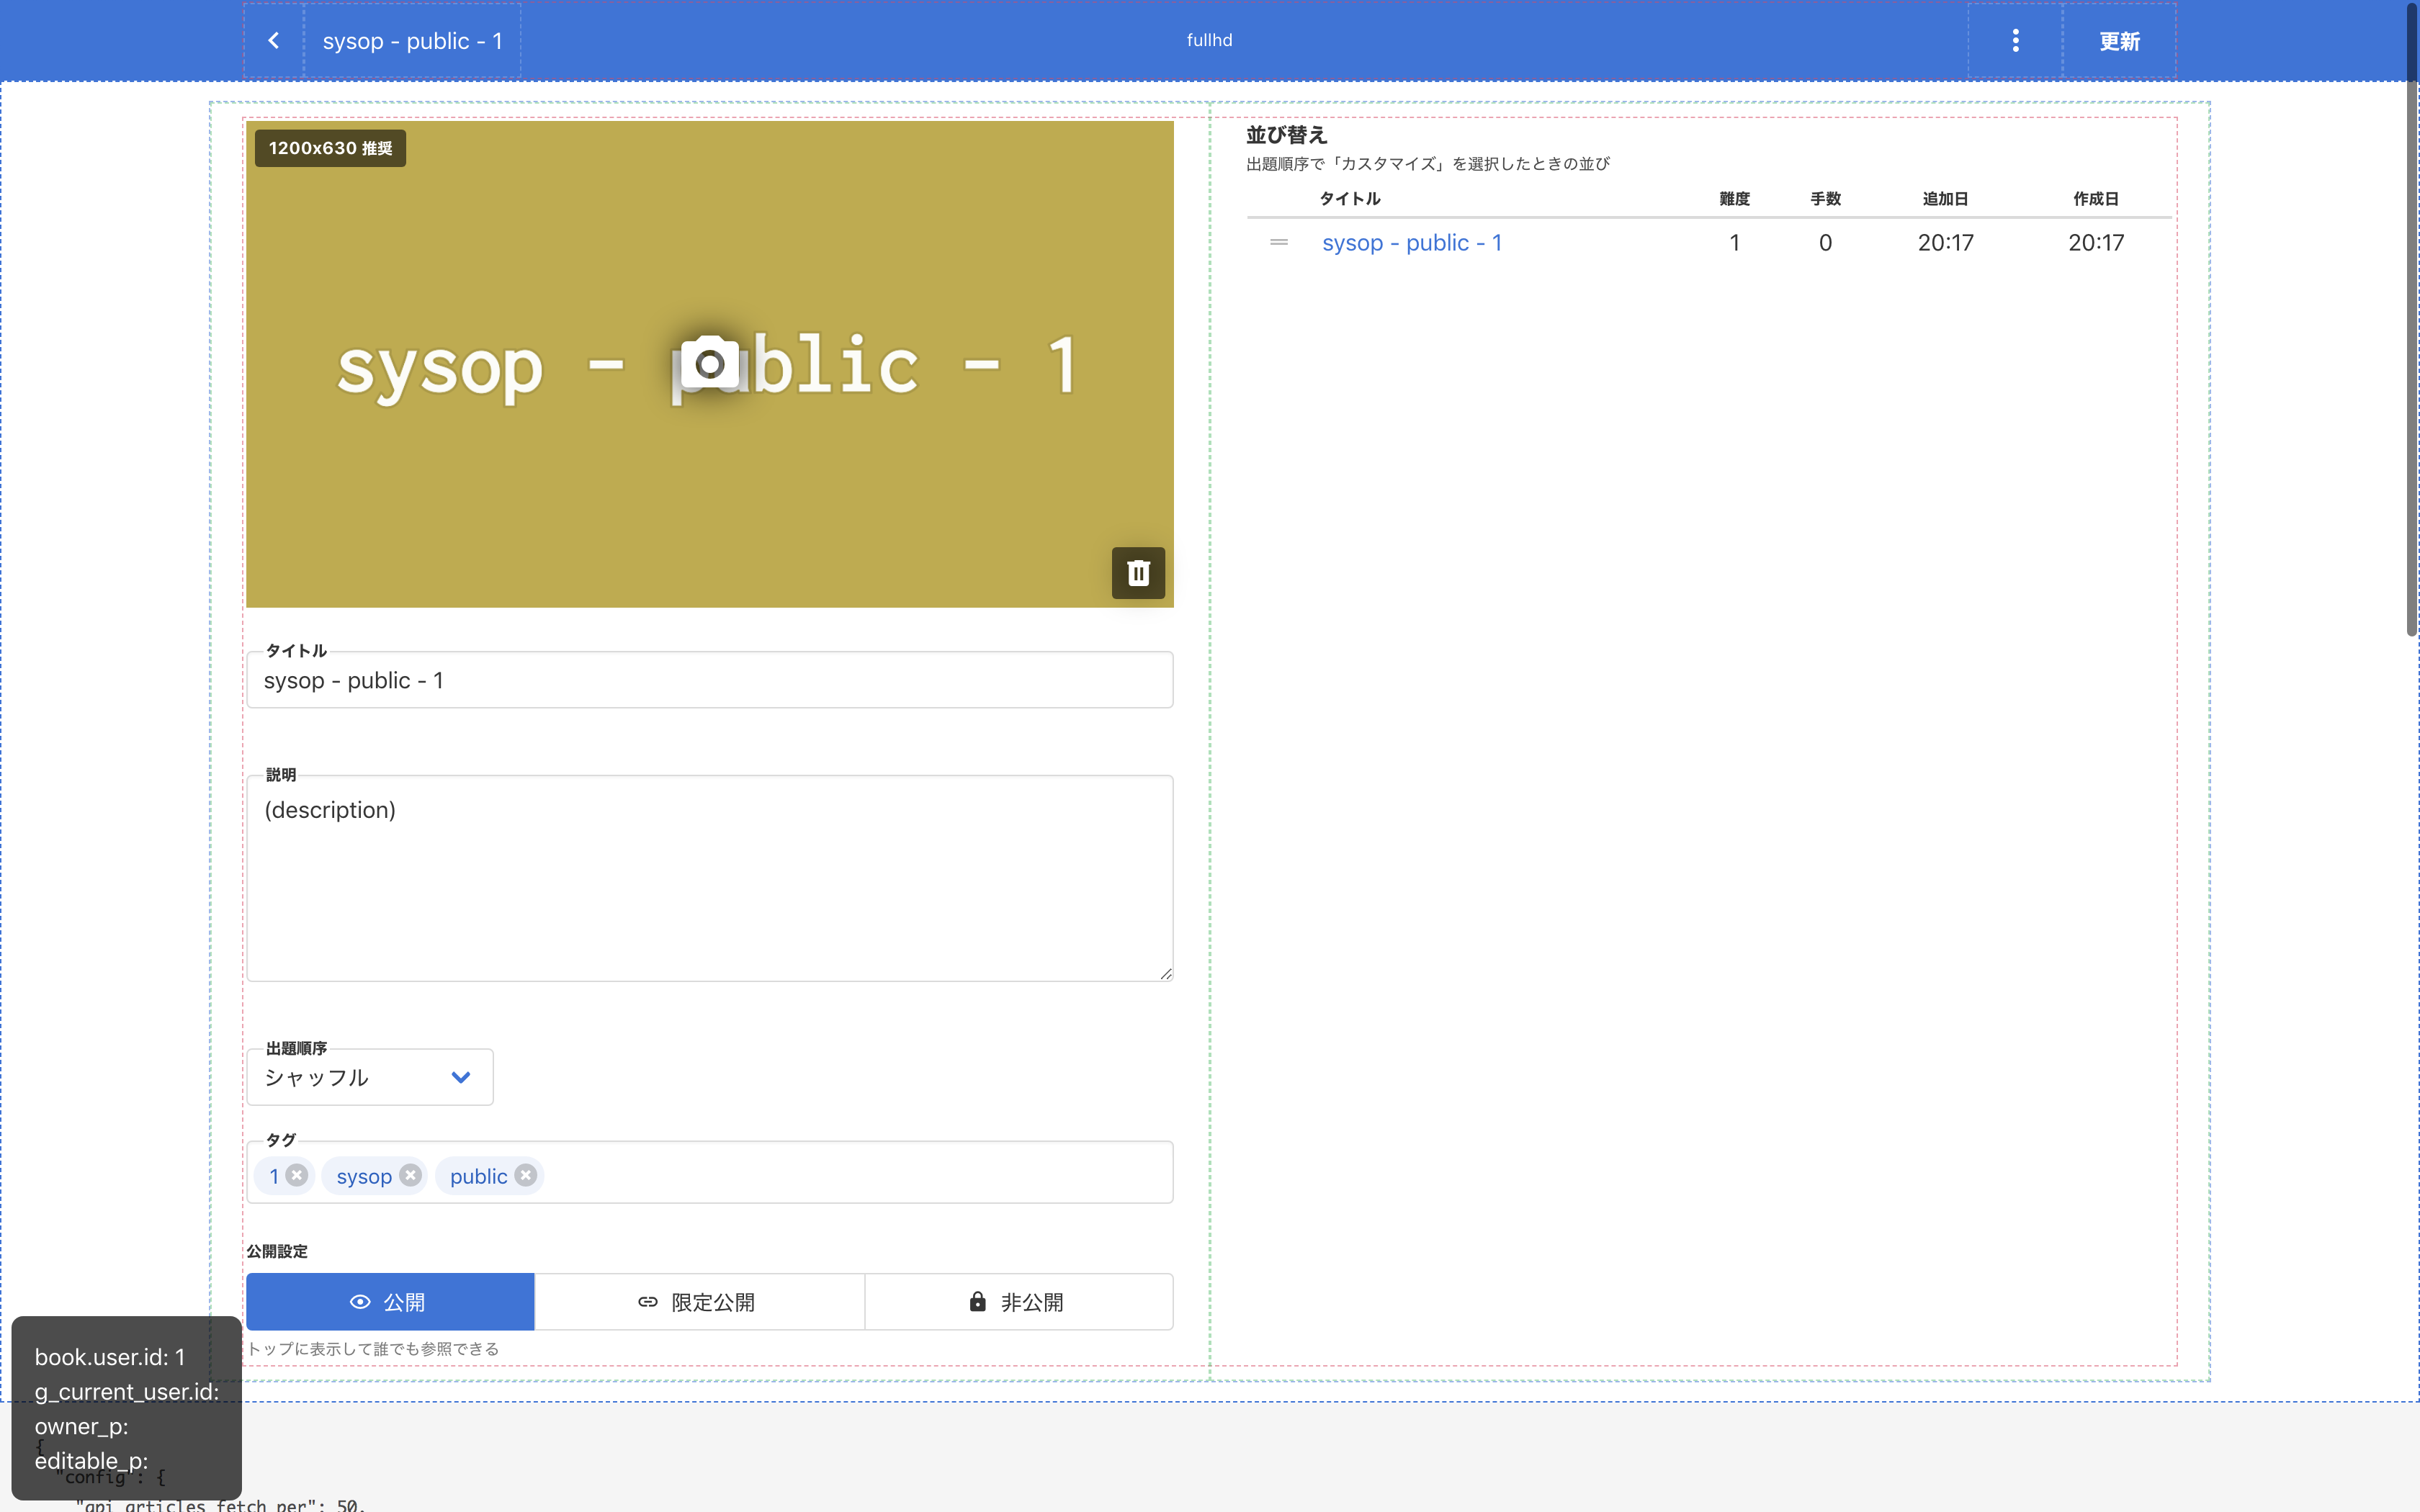 sysop - public - 1
fullhd
更新
1200x630 推奨
sysop - public - 1
タイトル
sysop - public - 1
説明
(description)
出題順序
シャッフル
タグ
1 sysop public
公開設定
公開 限定公開 非公開
トップに表示して誰でも参照できる
並び替え
出題順序で「カスタマイズ」を選択したときの並び
タイトル 難度 手数 追加日 作成日
sysop - public - 1 1 0 20:17 20:17
book.user.id: 1
g_current_user.id:
owner_p:
editable_p:
{
"config": {
"api_articles_fetch_per": 50,